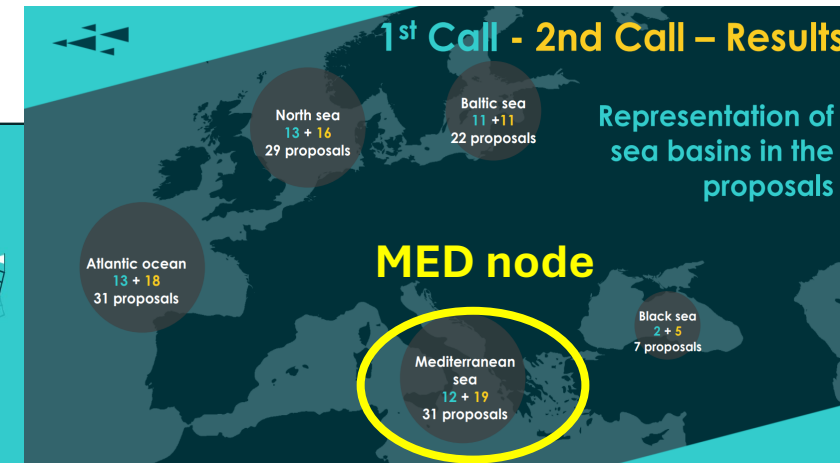 1st Call - 2nd Call – Results
Representation of
sea basins in the
proposals
North sea
13 + 16
29 proposals
Baltic sea
11 +11
22 proposals
Atlantic ocean
13 + 18
31 proposals
MED node
Black sea
2 + 5
7 proposals
Mediterranean
sea
12 + 19
31 proposals